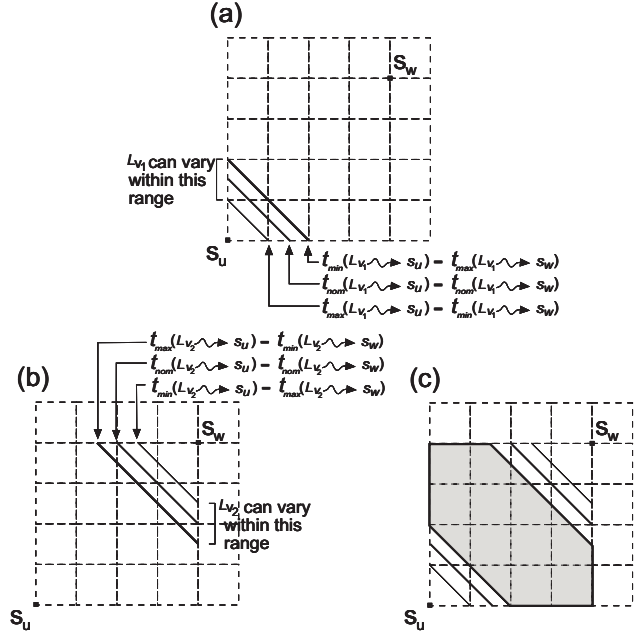 (a)
Sw
Lv1 can vary
within this
range
Su
tmin(Lv1 su) – tmax(Lv1 sw)
tnom(Lv1 su) – tnom(Lv1 sw)
tmax(Lv1 su) – tmin(Lv1 sw)
tmax(Lv2 su) – tmin(Lv2 sw)
tnom(Lv2 su) – tnom(Lv2 sw)
tmin(Lv2 su) – tmax(Lv2 sw)
(b)
Sw
Lv2 can vary
within this
range
Su
(c)
Sw
Su